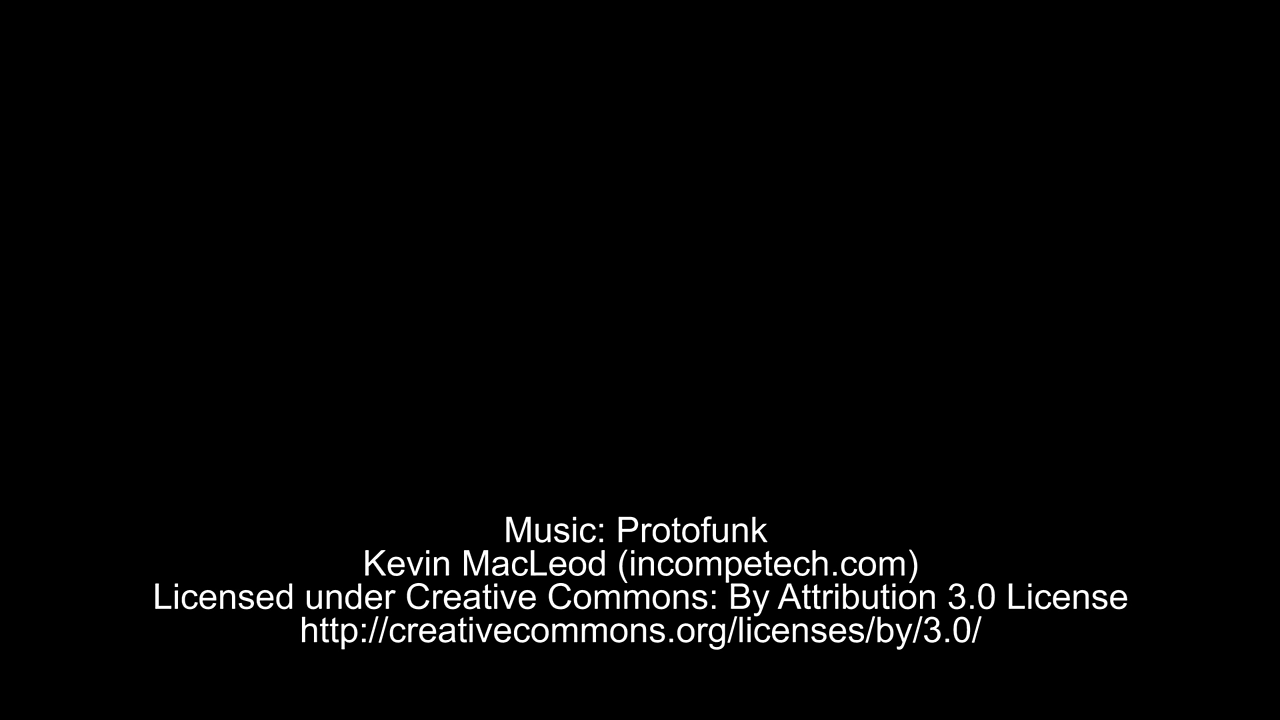 Music: Protofunk
Kevin MacLeod (incompetech.com)
Licensed under Creative Commons: By Attribution 3.0 License
http://creativecommons.org/licenses/by/3.0/